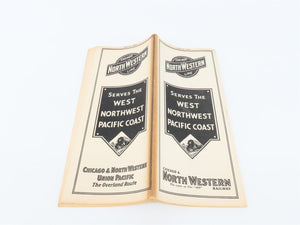 CHICAGO
NORTH WESTERN
LINE
SERVES THE
WEST
NORTHWEST
PACIFIC COAST
CHICAGO & NORTH WESTERN
UNION PACIFIC
The Overland Route
CHICAGO
NORTH WESTERN
LINE
SERVES THE
WEST
NORTHWEST
PACIFIC COAST
CHICAGO &
NORTH WESTERN
RAILWAY